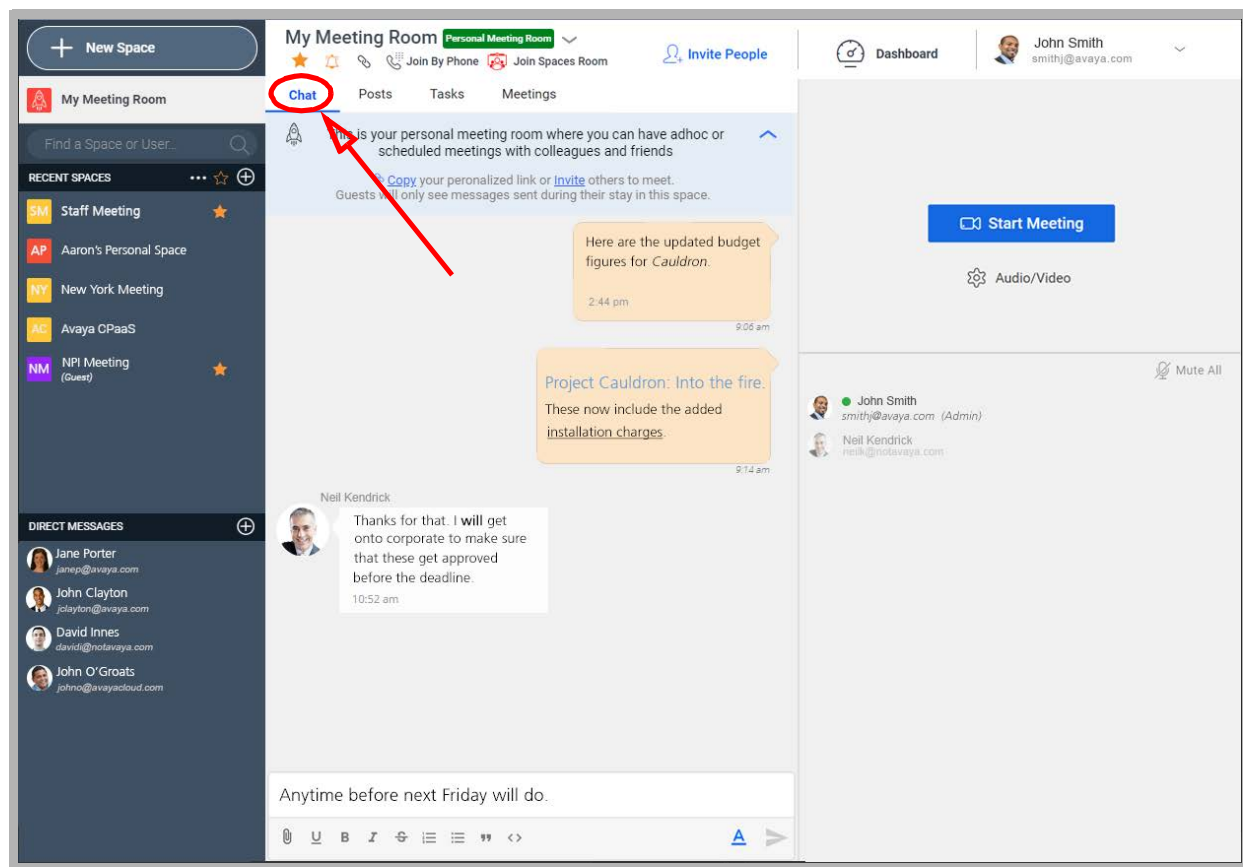 New Space
My Meeting Room
Find a Space or User...
RECENT SPACES
SM Staff Meeting
AP Aaron's Personal Space
NY New York Meeting
AC Avaya CPaaS
NM NPI Meeting
(Guest)
DIRECT MESSAGES
Jane Porter
janep@avaya.com
John Clayton
jclayton@avaya.com
David Innes
davidi@notavaya.com
John O'Groats
johno@avayacloud.com
My Meeting Room Personal Meeting Room
Join By Phone Join Spaces Room
Invite People
Chat Posts Tasks Meetings
This is your personal meeting room where you can have adhoc or
scheduled meetings with colleagues and friends
Copy your peronalized link or Invite others to meet.
Guests will only see messages sent during their stay in this space.
Here are the updated budget
figures for Cauldron.
2:44 pm
9:06 am
Project Cauldron: Into the fire.
These now include the added
installation charges.
9:14 am
Neil Kendrick
Thanks for that. I will get
onto corporate to make sure
that these get approved
before the deadline.
10:52 am
Anytime before next Friday will do.
U B I S A
Dashboard
John Smith
smithj@avaya.com
Start Meeting
Audio/Video
Mute All
John Smith
smithj@avaya.com (Admin)
Neil Kendrick
neilk@notavaya.com